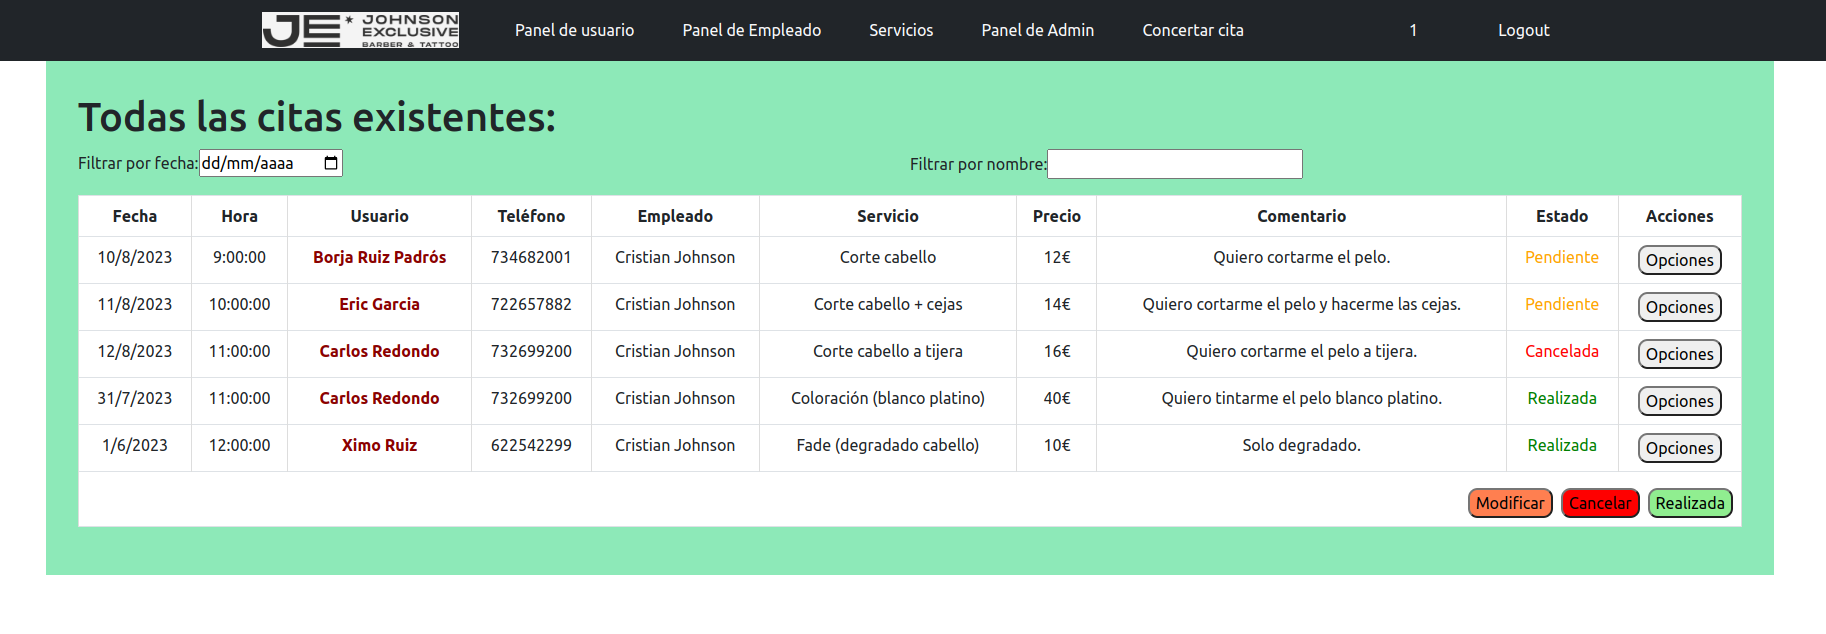 JE* JOHNSON EXCLUSIVE BARBER & TATTOO Panel de usuario Panel de Empleado Servicios Panel de Admin Concertar cita 1 Logout
Todas las citas existentes:
Filtrar por fecha: dd/mm/aaaa Filtrar por nombre:
Fecha Hora Usuario Teléfono Empleado Servicio Precio Comentario Estado Acciones
10/8/2023 9:00:00 Borja Ruiz Padrós 734682001 Cristian Johnson Corte cabello 12€ Quiero cortarme el pelo. Pendiente Opciones
11/8/2023 10:00:00 Eric Garcia 722657882 Cristian Johnson Corte cabello + cejas 14€ Quiero cortarme el pelo y hacerme las cejas. Pendiente Opciones
12/8/2023 11:00:00 Carlos Redondo 732699200 Cristian Johnson Corte cabello a tijera 16€ Quiero cortarme el pelo a tijera. Cancelada Opciones
31/7/2023 11:00:00 Carlos Redondo 732699200 Cristian Johnson Coloración (blanco platino) 40€ Quiero tintarme el pelo blanco platino. Realizada Opciones
1/6/2023 12:00:00 Ximo Ruiz 622542299 Cristian Johnson Fade (degradado cabello) 10€ Solo degradado. Realizada Opciones
Modificar Cancelar Realizada